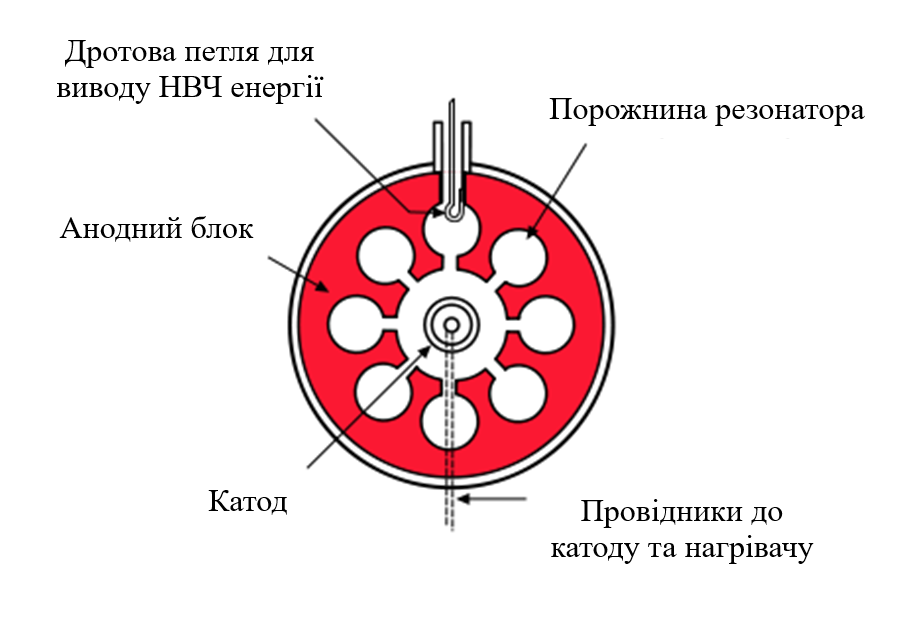 Дротова петля для
виводу НВЧ енергії
Порожнина резонатора
Анодний блок
Катод
Провідники до
катоду та нагрівачу